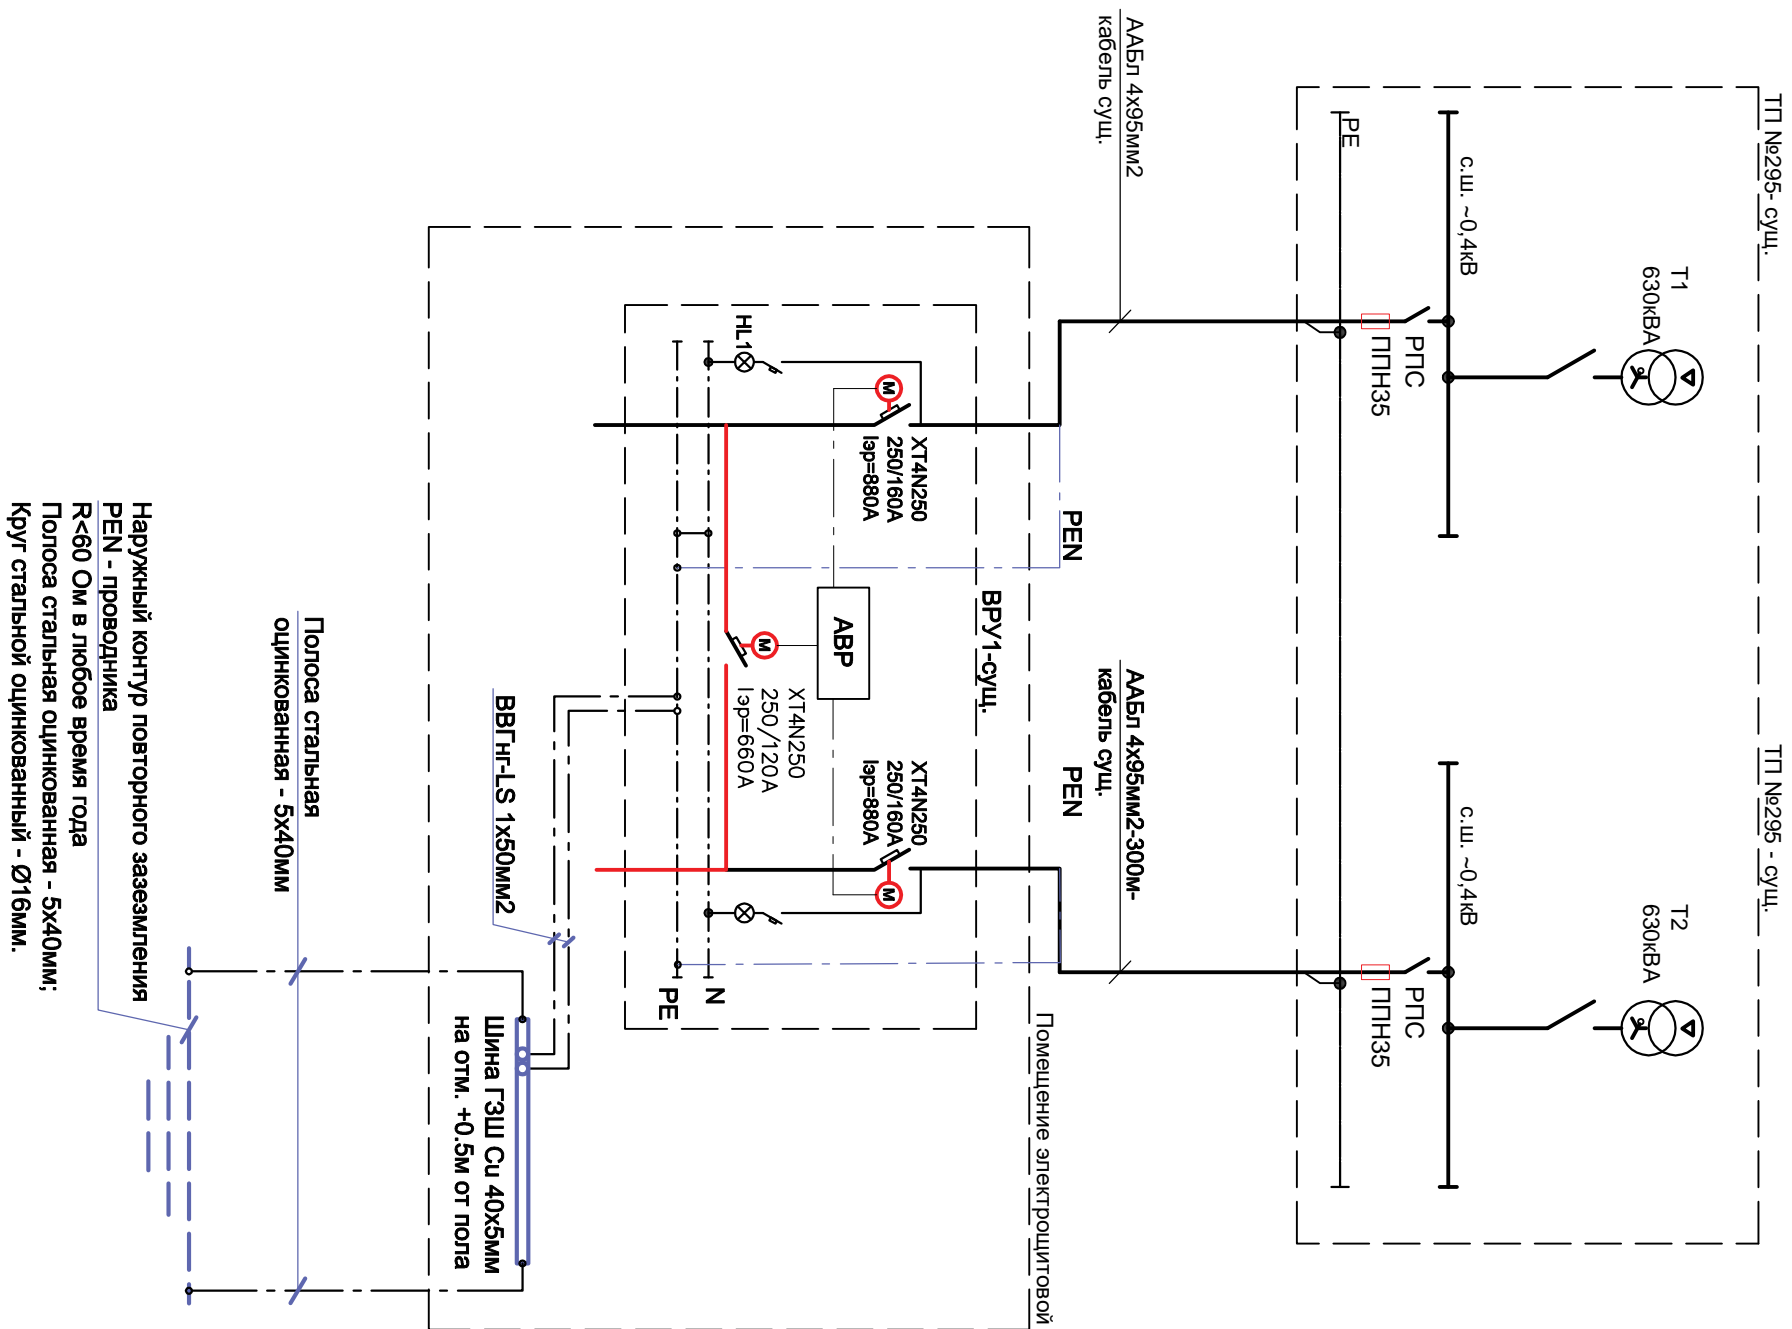 ТП №295- сущ.
Т1
630кВА
с.ш. ~0,4кВ
PE
РПС
ППН35
ААБл 4х95мм2
кабель сущ.
ТП №295 - сущ.
Т2
630кВА
с.ш. ~0,4кВ
РПС
ППН35
ААБл 4х95мм2-300м-
кабель сущ.
PEN
PEN
Помещение электрощитовой
ВРУ1-сущ.
XT4N250
250/160А
Iэр=880А
М
HL1
АВР
М
XT4N250
250/120А
Iэр=660А
XT4N250
250/160А
Iэр=880А
М
N
PE
ВВГнг-LS 1х50мм2
Шина ГЗШ Cu 40х5мм
на отм. +0.5м от пола
Полоса стальная
оцинкованная - 5х40мм
Наружный контур повторного зазземления
PEN - проводника
R<60 Ом в любое время года
Полоса стальная оцинкованная - 5х40мм;
Круг стальной оцинкованный - Ø16мм.